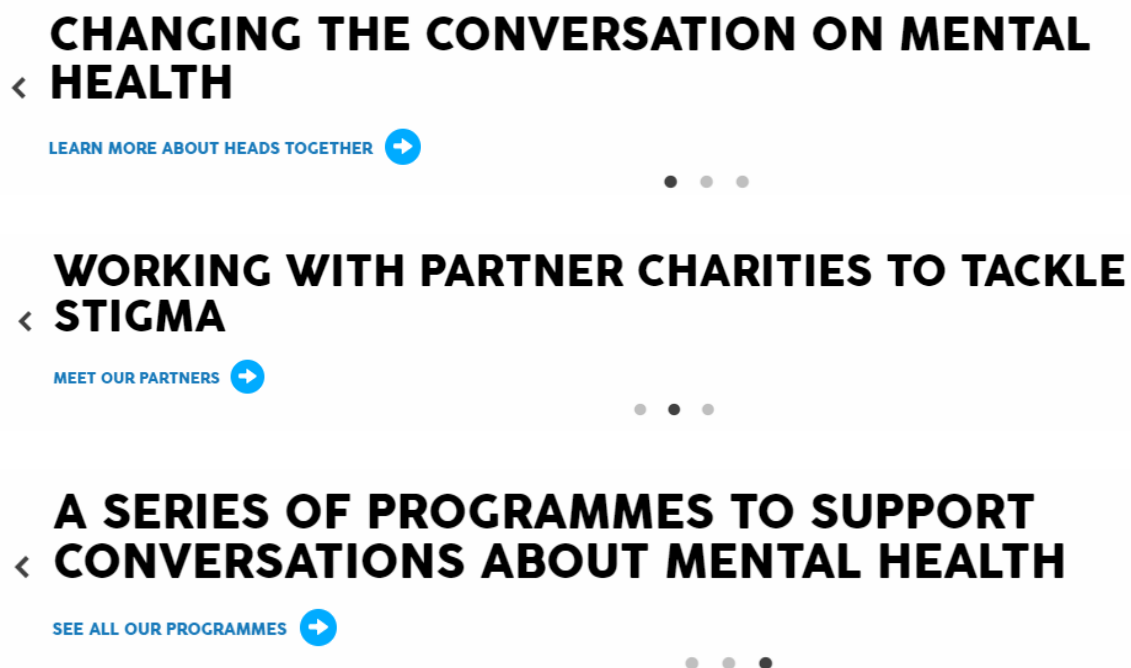 CHANGING THE CONVERSATION ON MENTAL
HEALTH
LEARN MORE ABOUT HEADS TOGETHER
WORKING WITH PARTNER CHARITIES TO TACKLE
STIGMA
MEET OUR PARTNERS
A SERIES OF PROGRAMMES TO SUPPORT
CONVERSATIONS ABOUT MENTAL HEALTH
SEE ALL OUR PROGRAMMES